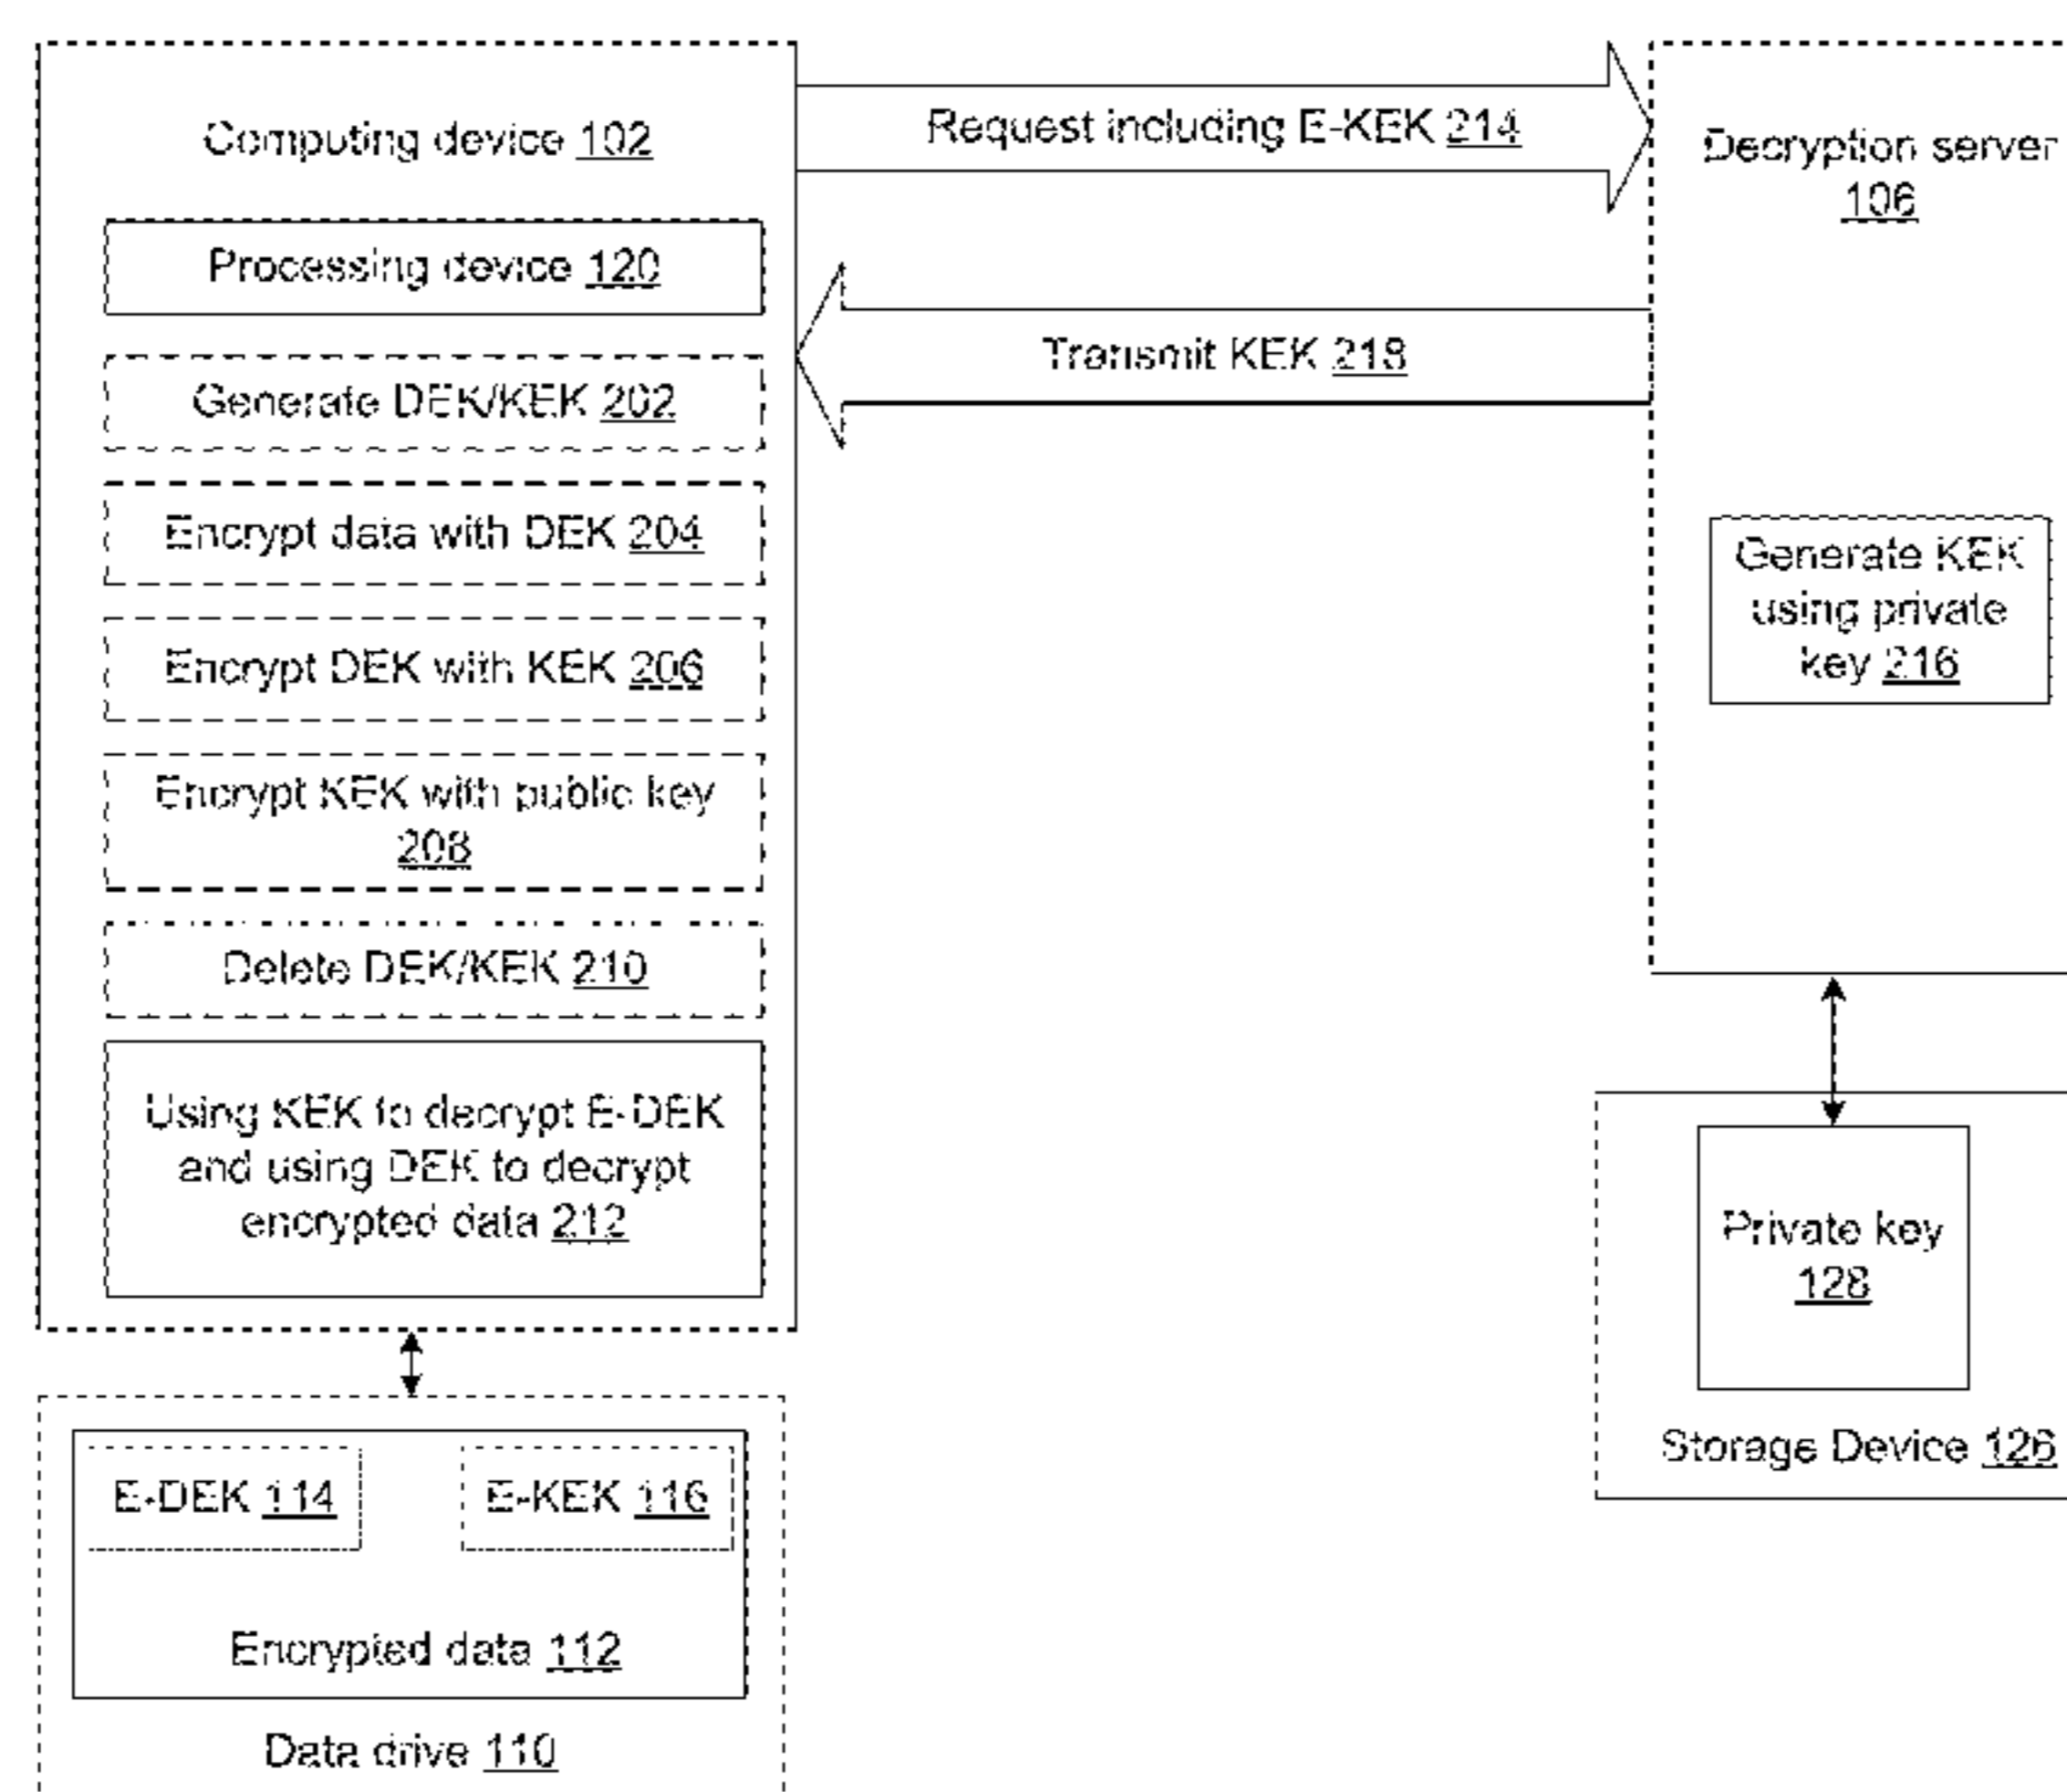 Computing device 102
Processing device 120
Generate DEK/KEK 202
Encrypt data with DEK 204
Encrypt DEK with KEK 206
Encrypt KEK with public key
208
Delete DEK/KEK 210
Using KEK to decrypt E-DEK
and using DEK to decrypt
encrypted data 212
E-DEK 114
E-KEK 116
Encrypted data 112
Data drive 110
Request including E-KEK 214
Transmit KEK 218
Decryption server
106
Generate KEK
using private
key 216
Private key
128
Storage Device 126